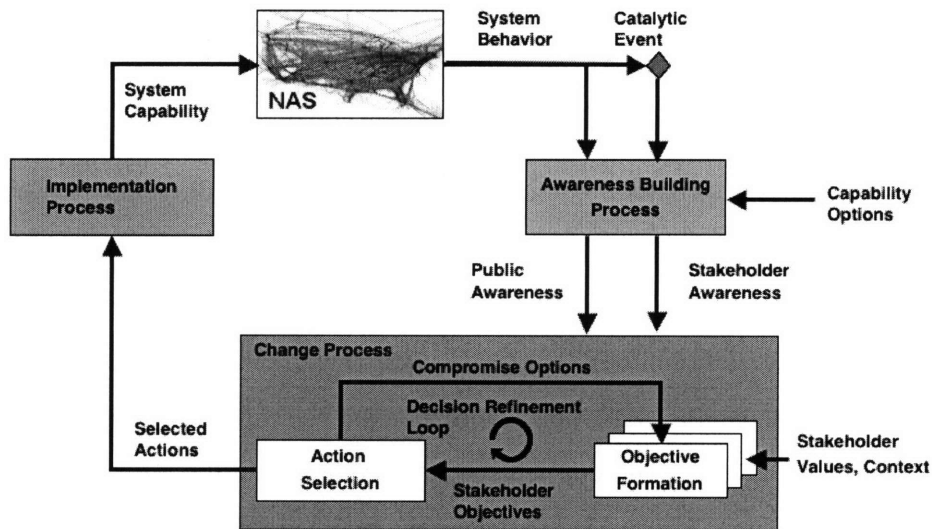 System
Behavior
Catalytic
Event
NAS
System
Capability
Implementation
Process
Awareness Building
Process
Capability
Options
Public
Awareness
Stakeholder
Awareness
Change Process
Compromise Options
Decision Refinement
Loop
Selected
Actions
Action
Selection
Objective
Formation
Stakeholder
Values, Context
Stakeholder
Objectives